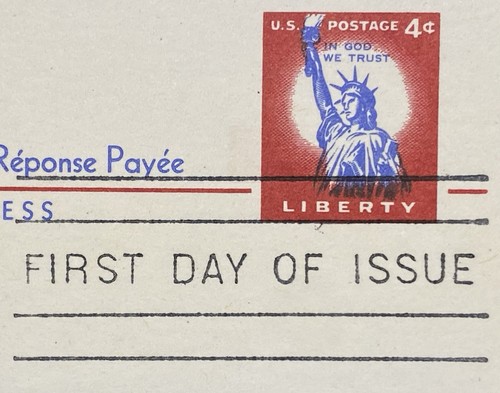 U.S. POSTAGE 4¢
IN GOD
WE TRUST
Réponse Payée
ESS
LIBERTY
FIRST DAY OF ISSUE